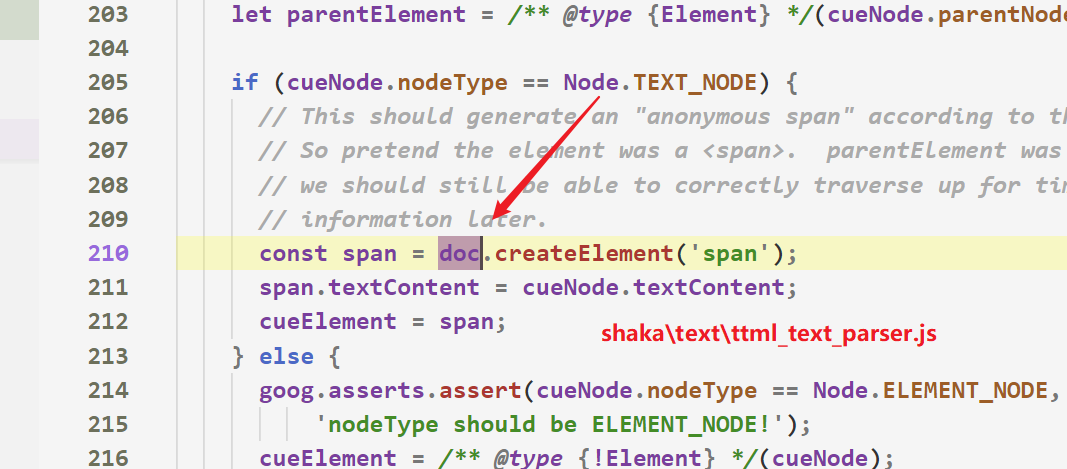 203 let parentElement = /** @type {Element} */(cueNode.parentNod
204
205 if (cueNode.nodeType == Node.TEXT_NODE) {
206 // This should generate an "anonymous span" according to th
207 // So pretend the element was a <span>.  parentElement was
208 // we should still be able to correctly traverse up for tim
209 // information later.
210 const span = doc.createElement('span');
211 span.textContent = cueNode.textContent;
212 cueElement = span;
shaka\text\ttml_text_parser.js
213 } else {
214 goog.asserts.assert(cueNode.nodeType == Node.ELEMENT_NODE,
215 'nodeType should be ELEMENT_NODE!');
216 cueElement = /** @type {!Element} */(cueNode);